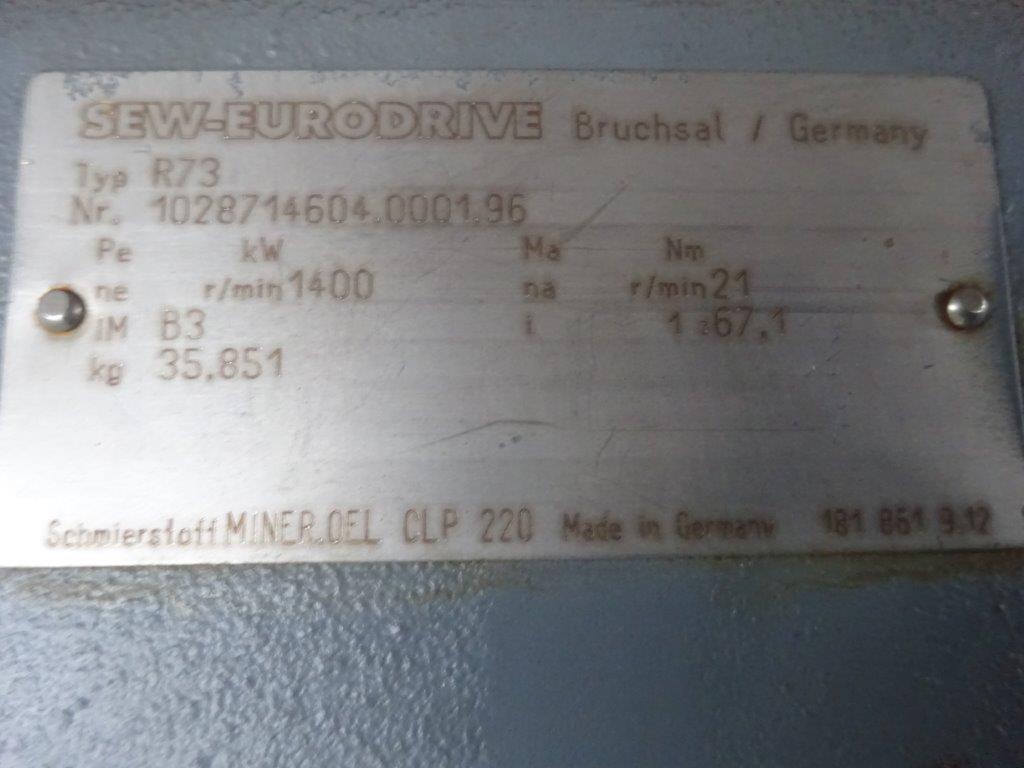 SEW-EURODRIVE Bruchsal / Germany
Typ R73
Nr. 1028714604.0001.96
Pe kW Ma Nm
ne r/min 1400 na r/min 21
iM B3 i 1 : 67,1
kg 35,851
Schmierstoff MINER.OEL CLP 220 Made in Germany 181 861 9.12